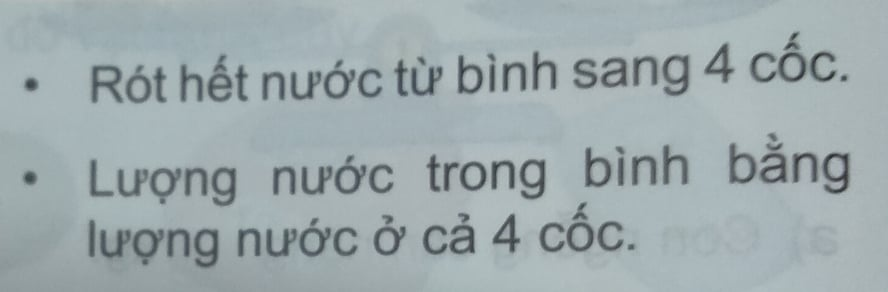 • Rót hết nước từ bình sang 4 cốc.
• Lượng nước trong bình bằng
lượng nước ở cả 4 cốc.